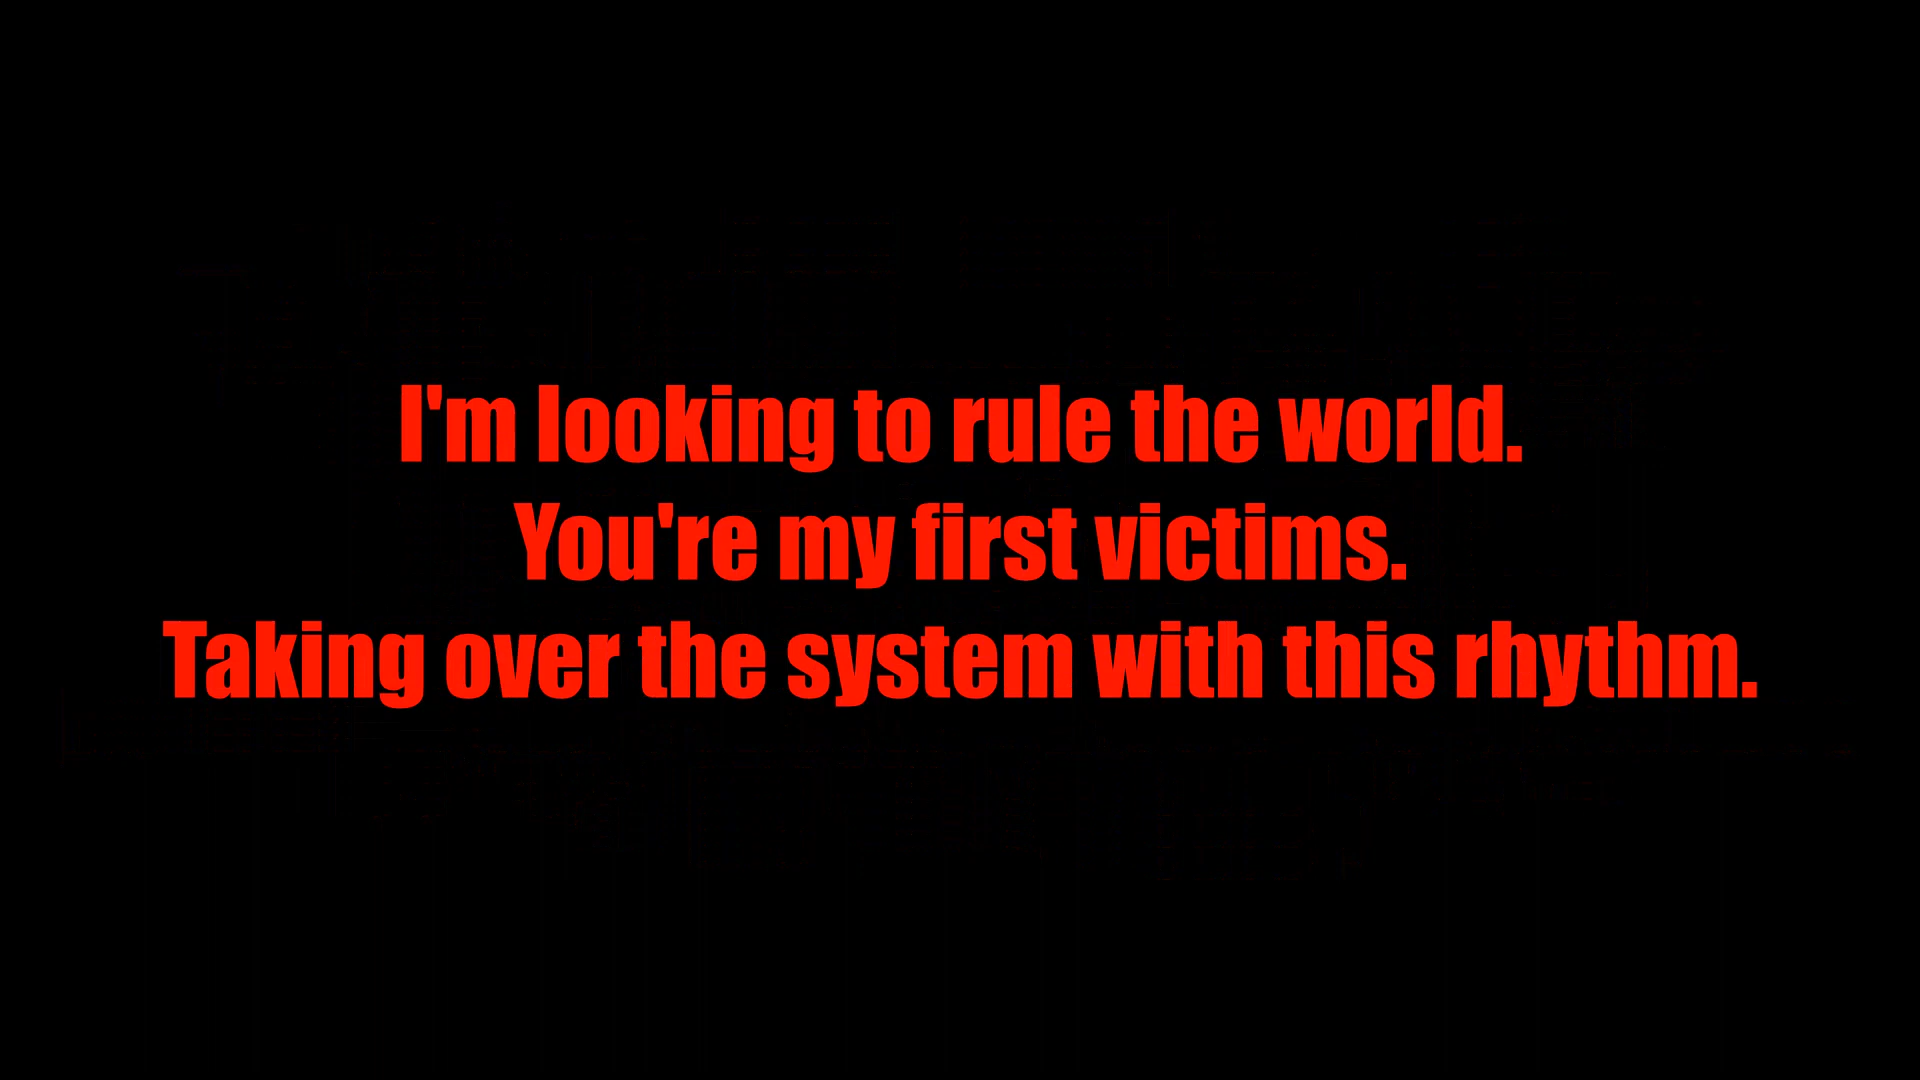 I'm looking to rule the world.
You're my first victims.
Taking over the system with this rhythm.